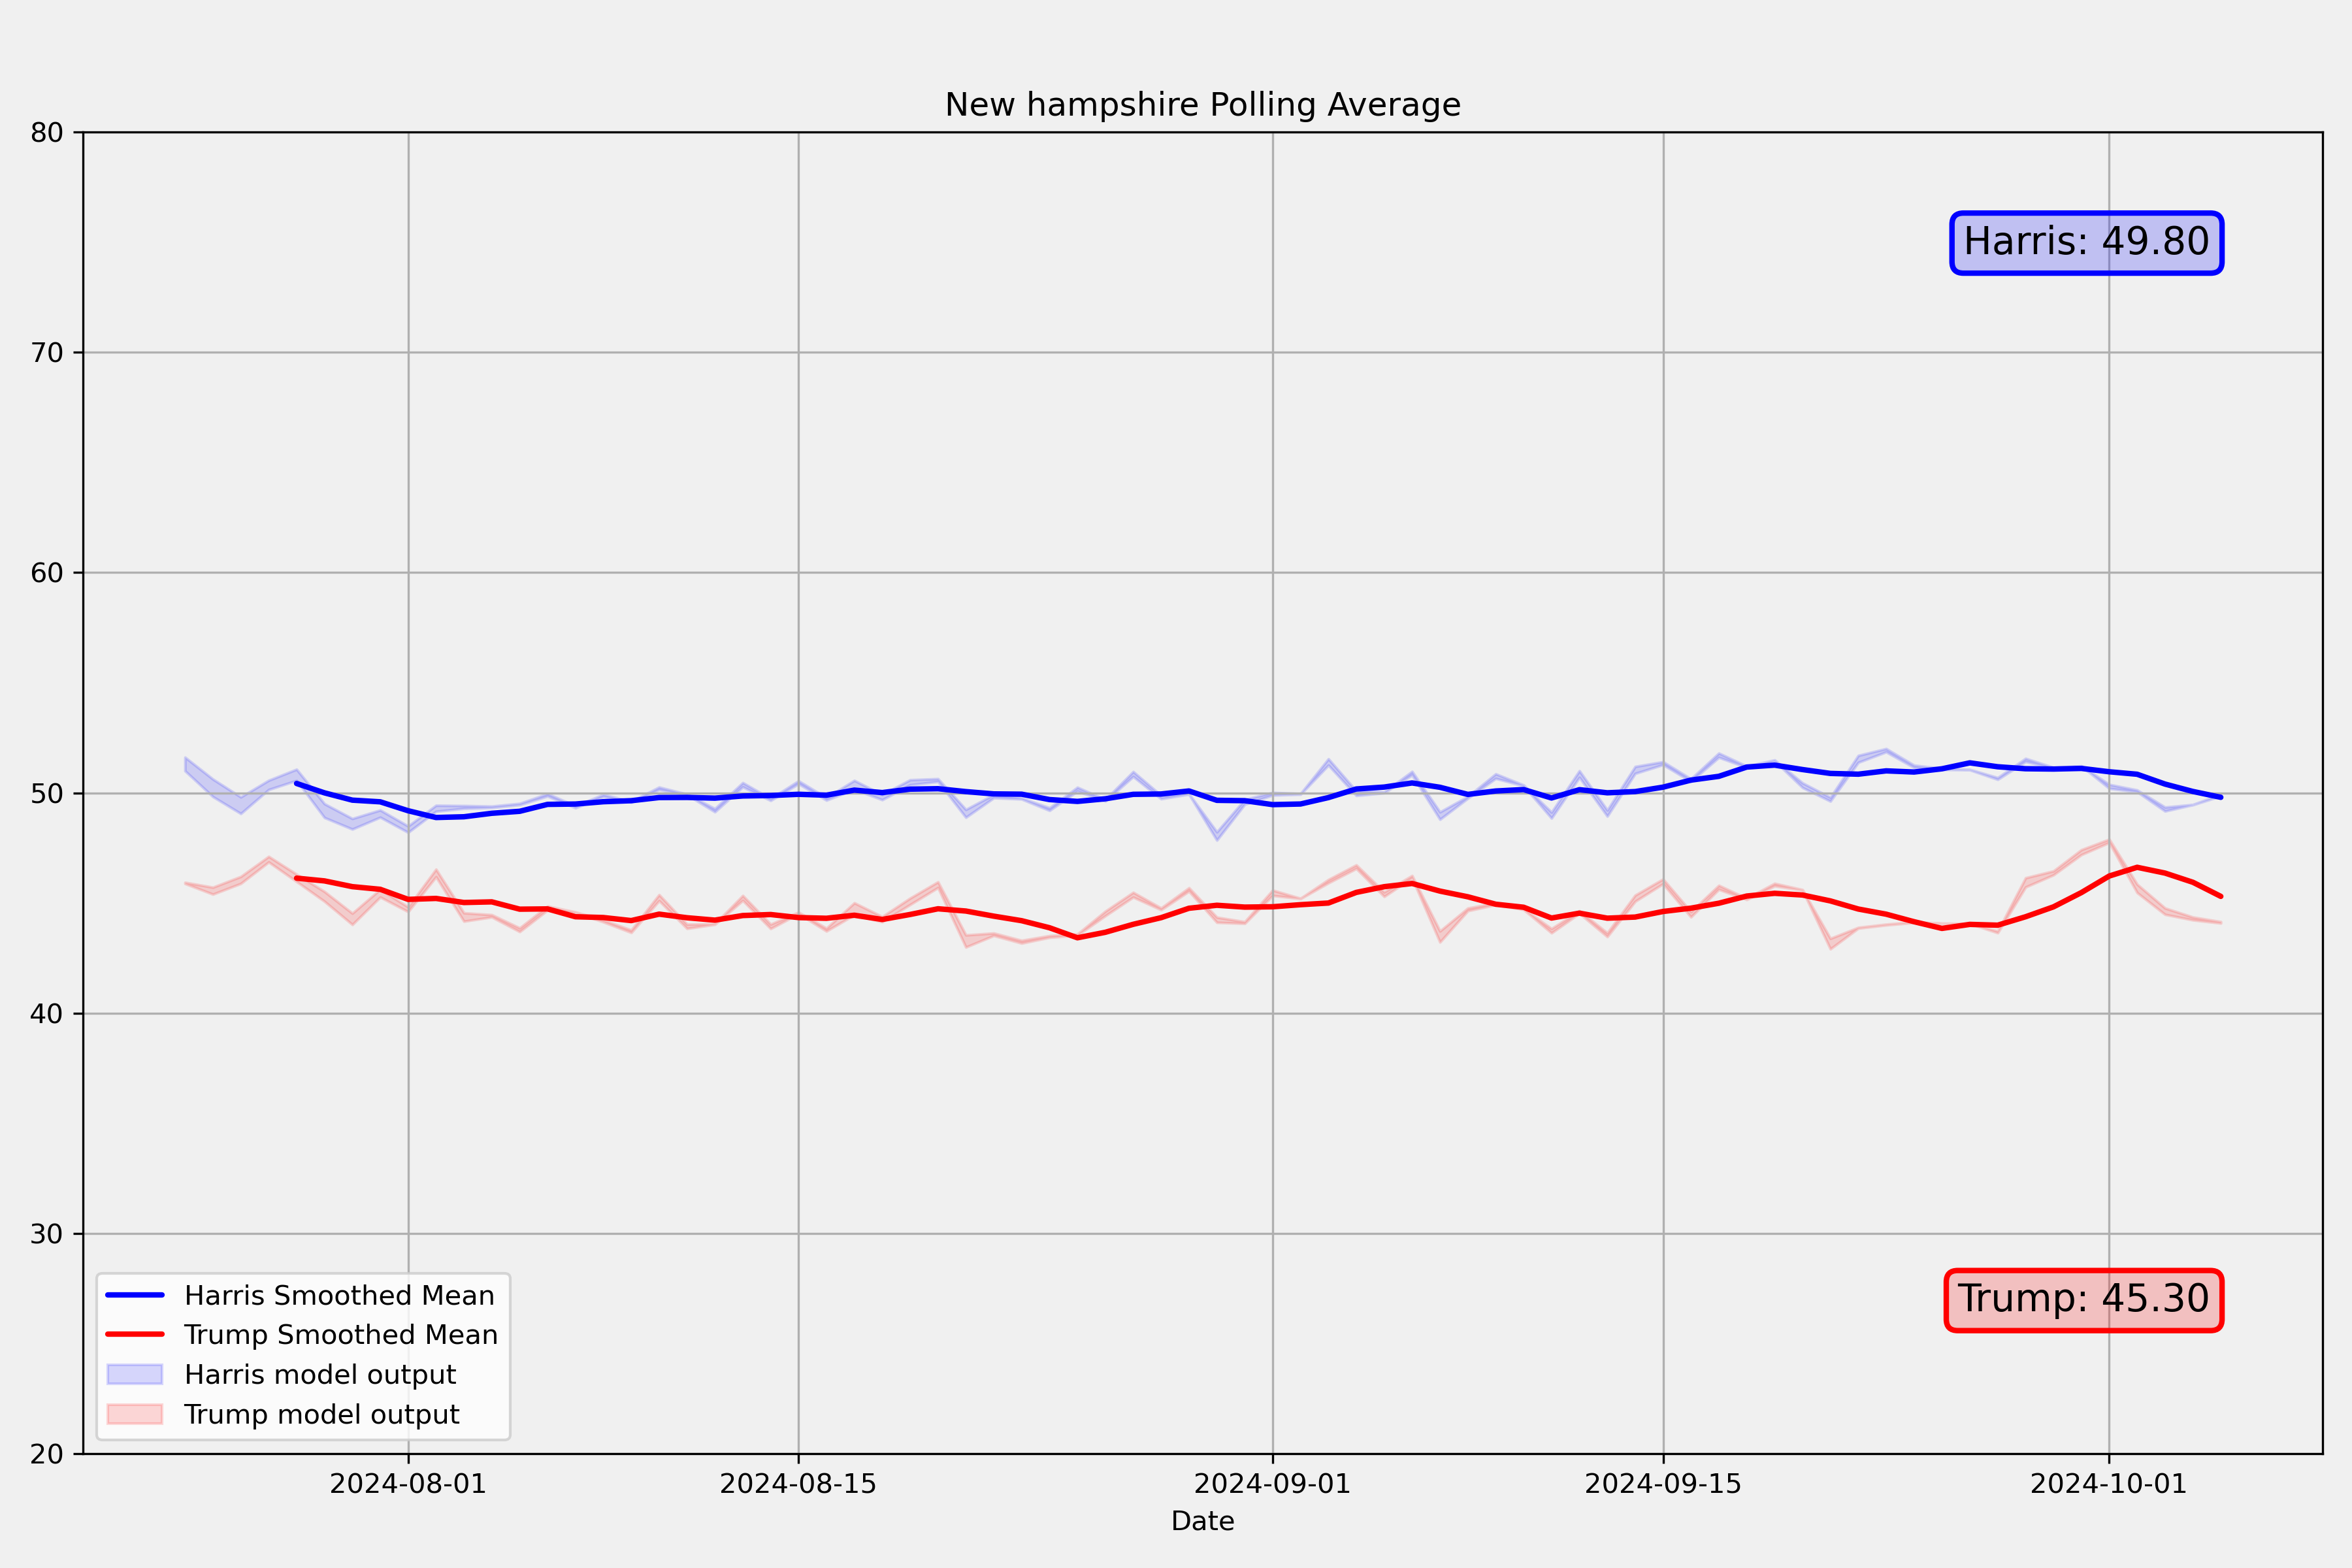 New hampshire Polling Average
80
70
60
50
40
30
20
Harris: 49.80
Trump: 45.30
Harris Smoothed Mean
Trump Smoothed Mean
Harris model output
Trump model output
2024-08-01
2024-08-15
2024-09-01
2024-09-15
2024-10-01
Date